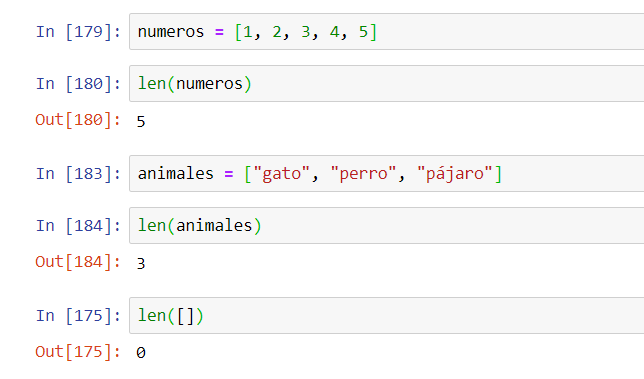 In [179]: numeros = [1, 2, 3, 4, 5]
In [180]: len(numeros)
Out[180]: 5
In [183]: animales = ["gato", "perro", "pájaro"]
In [184]: len(animales)
Out[184]: 3
In [175]: len([])
Out[175]: 0